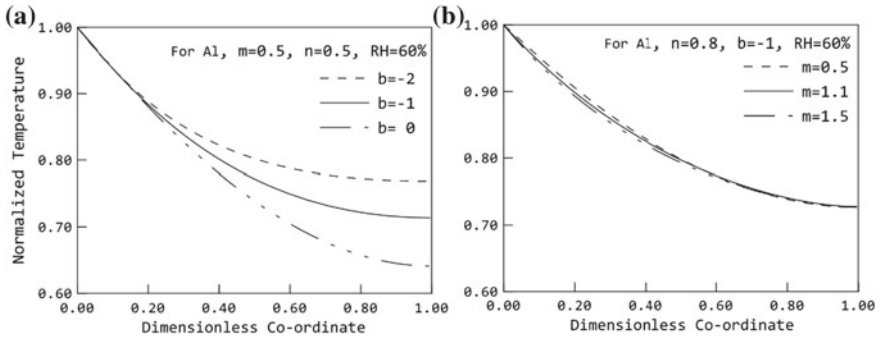 (a)
1.00
0.90
0.80
0.70
0.60
Normalized Temperature
For Al, m=0.5, n=0.5, RH=60%
b=-2
b=-1
b= 0
0.00 0.20 0.40 0.60 0.80 1.00
Dimensionless Co-ordinate
(b)
1.00
0.90
0.80
0.70
0.60
For Al, n=0.8, b=-1, RH=60%
m=0.5
m=1.1
m=1.5
0.00 0.20 0.40 0.60 0.80 1.00
Dimensionless Co-ordinate